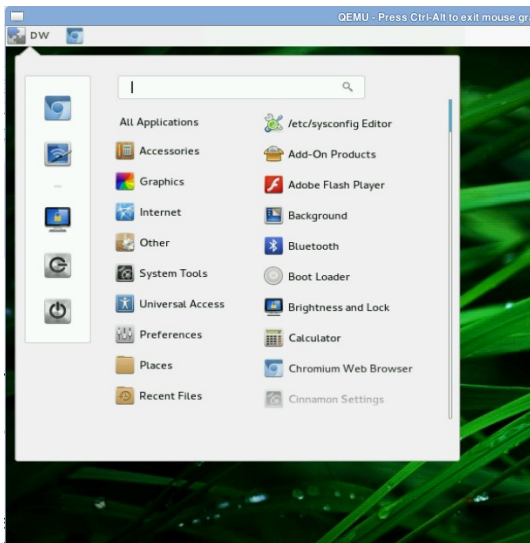 QEMU - Press Ctrl-Alt to exit mouse gr
DW
All Applications
Accessories
Graphics
Internet
Other
System Tools
Universal Access
Preferences
Places
Recent Files
/etc/sysconfig Editor
Add-On Products
Adobe Flash Player
Background
Bluetooth
Boot Loader
Brightness and Lock
Calculator
Chromium Web Browser
Cinnamon Settings